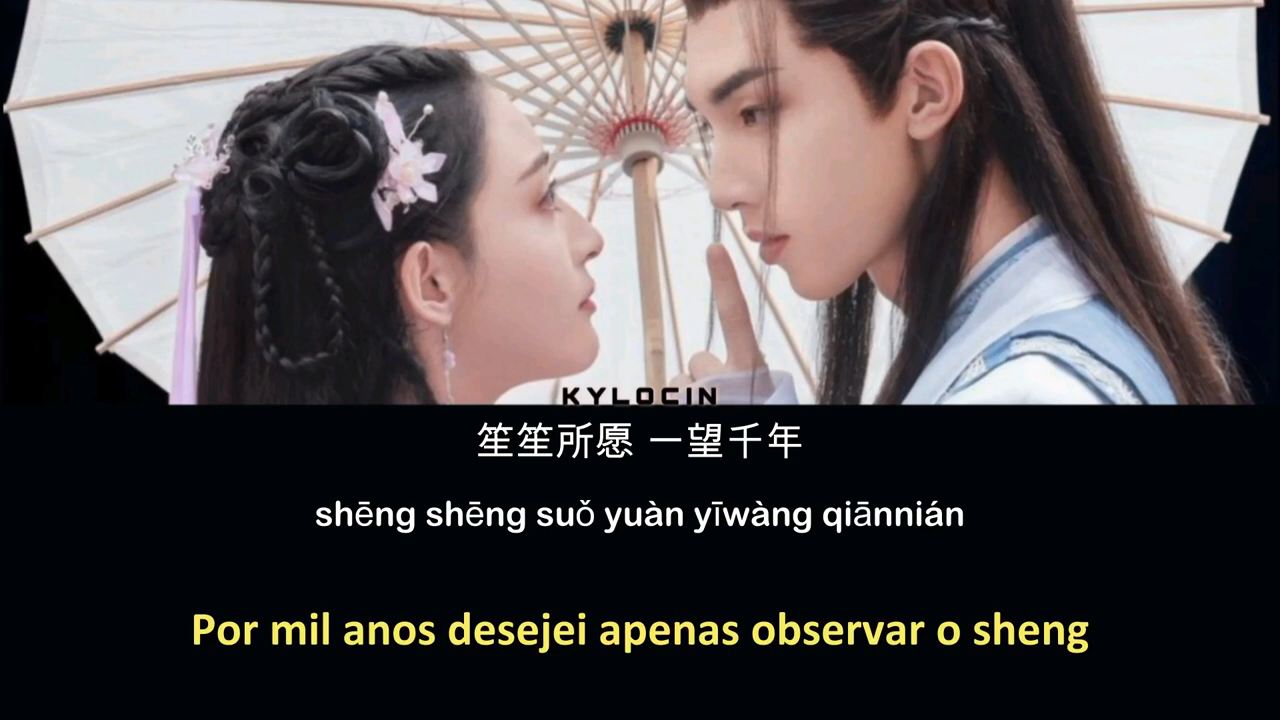 KYLOCIN
笙笙所愿 一望千年
shēng shēng suǒ yuàn yīwàng qiānnián
Por mil anos desejei apenas observar o sheng